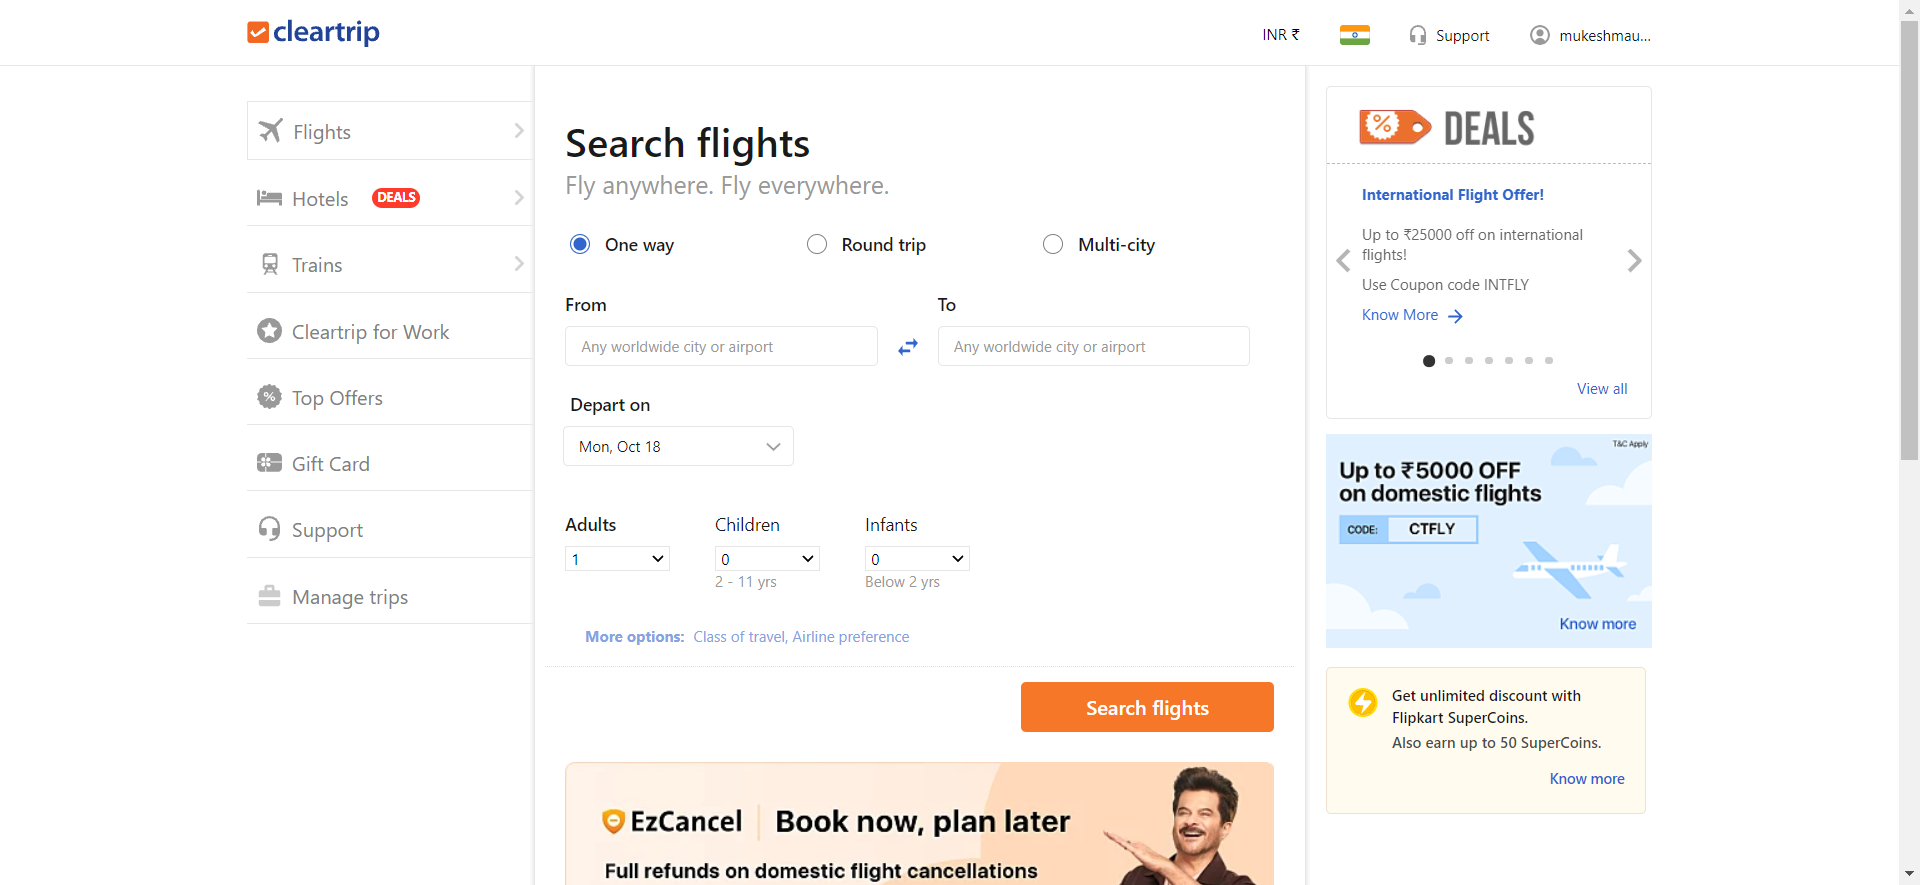 cleartrip
INR ₹
Support
mukeshmau...
Flights
Hotels DEALS
Trains
Cleartrip for Work
Top Offers
Gift Card
Support
Manage trips
Search flights
Fly anywhere. Fly everywhere.
One way
Round trip
Multi-city
From
To
Any worldwide city or airport
Any worldwide city or airport
Depart on
Mon, Oct 18
Adults
Children
Infants
1
0
0
2 - 11 yrs
Below 2 yrs
More options: Class of travel, Airline preference
Search flights
EzCancel Book now, plan later
Full refunds on domestic flight cancellations
% DEALS
International Flight Offer!
Up to ₹25000 off on international
flights!
Use Coupon code INTFLY
Know More
View all
T&C Apply
Up to ₹5000 OFF
on domestic flights
CODE: CTFLY
Know more
Get unlimited discount with
Flipkart SuperCoins.
Also earn up to 50 SuperCoins.
Know more